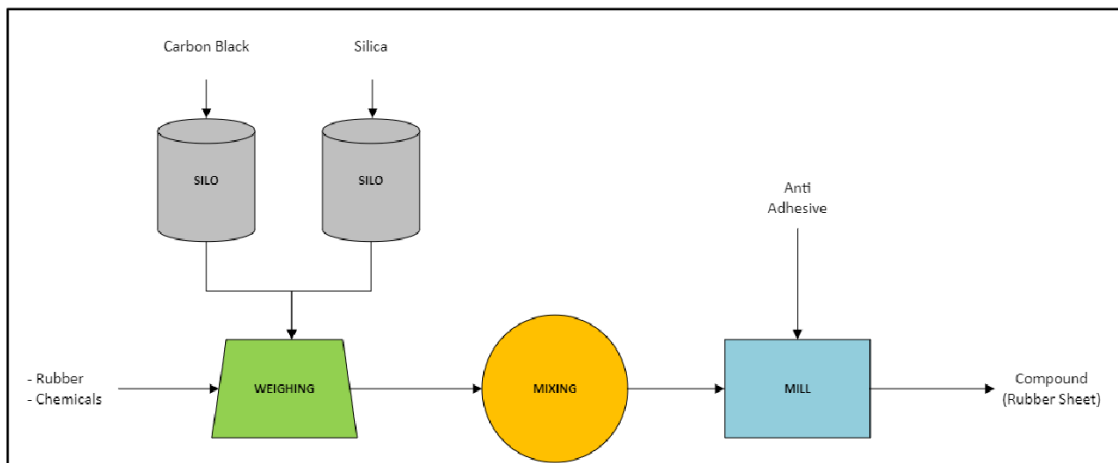 Carbon Black
Silica
SILO
SILO
Anti
Adhesive
- Rubber
- Chemicals
WEIGHING
MIXING
MILL
Compound
(Rubber Sheet)